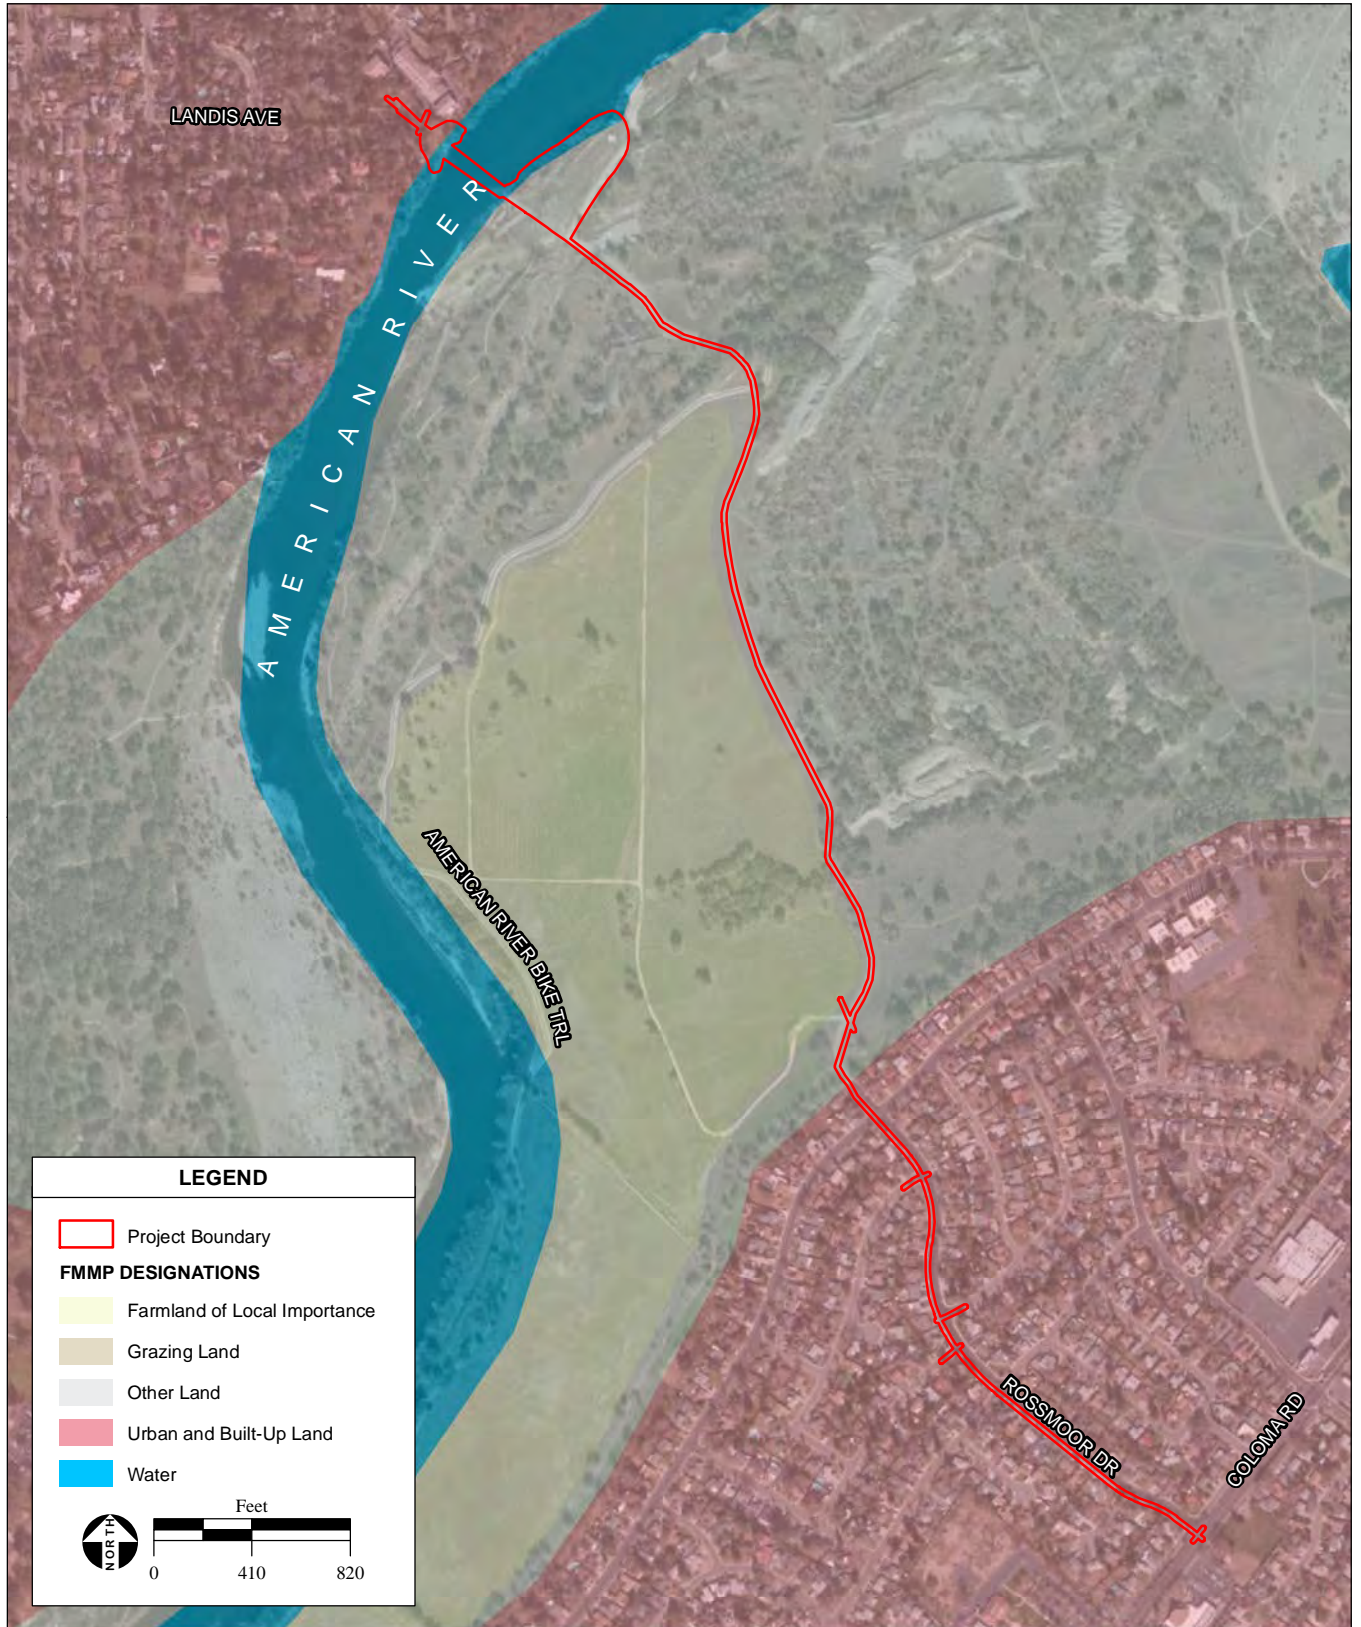 LANDIS AVE
AMERICAN RIVER
AMERICAN RIVER BIKE TRL
ROSSMOOR DR
COLOMA RD
LEGEND
Project Boundary
FMMP DESIGNATIONS
Farmland of Local Importance
Grazing Land
Other Land
Urban and Built-Up Land
Water
Feet
NORTH
0 410 820